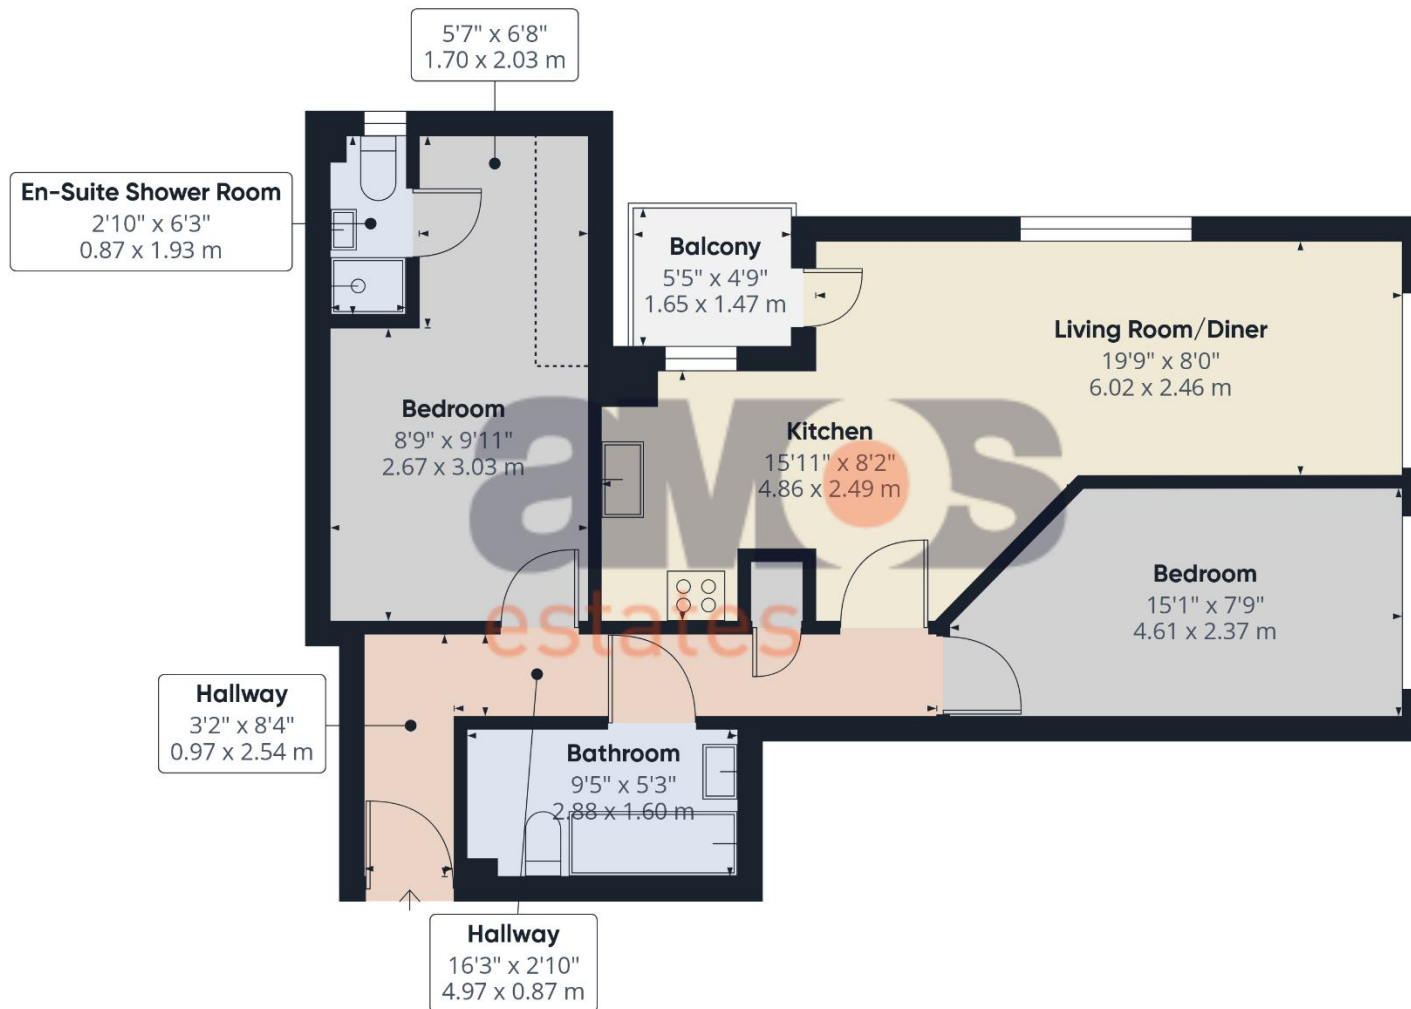 5'7" x 6'8"
1.70 x 2.03 m
En-Suite Shower Room
2'10" x 6'3"
0.87 x 1.93 m
Balcony
5'5" x 4'9"
1.65 x 1.47 m
Living Room/Diner
19'9" x 8'0"
6.02 x 2.46 m
Bedroom
8'9" x 9'11"
2.67 x 3.03 m
Kitchen
15'11" x 8'2"
4.86 x 2.49 m
amos
estates
Bedroom
15'1" x 7'9"
4.61 x 2.37 m
Hallway
3'2" x 8'4"
0.97 x 2.54 m
Bathroom
9'5" x 5'3"
2.88 x 1.60 m
Hallway
16'3" x 2'10"
4.97 x 0.87 m